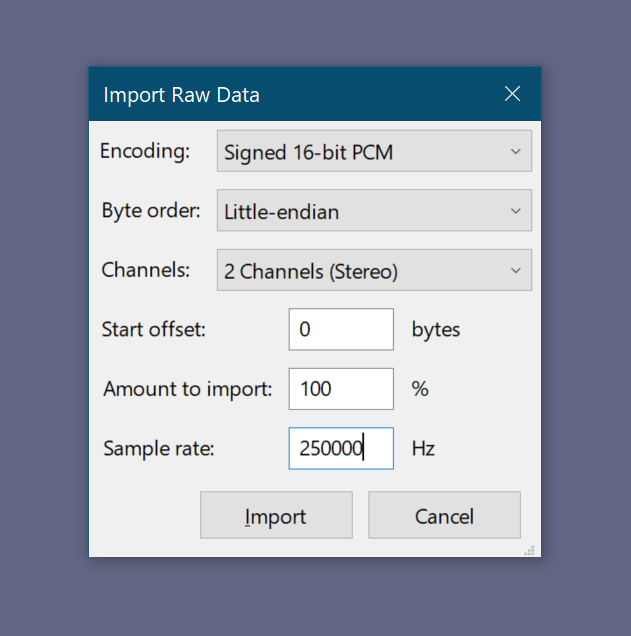 Import Raw Data
Encoding: Signed 16-bit PCM
Byte order: Little-endian
Channels: 2 Channels (Stereo)
Start offset: 0 bytes
Amount to import: 100 %
Sample rate: 250000 Hz
Import Cancel